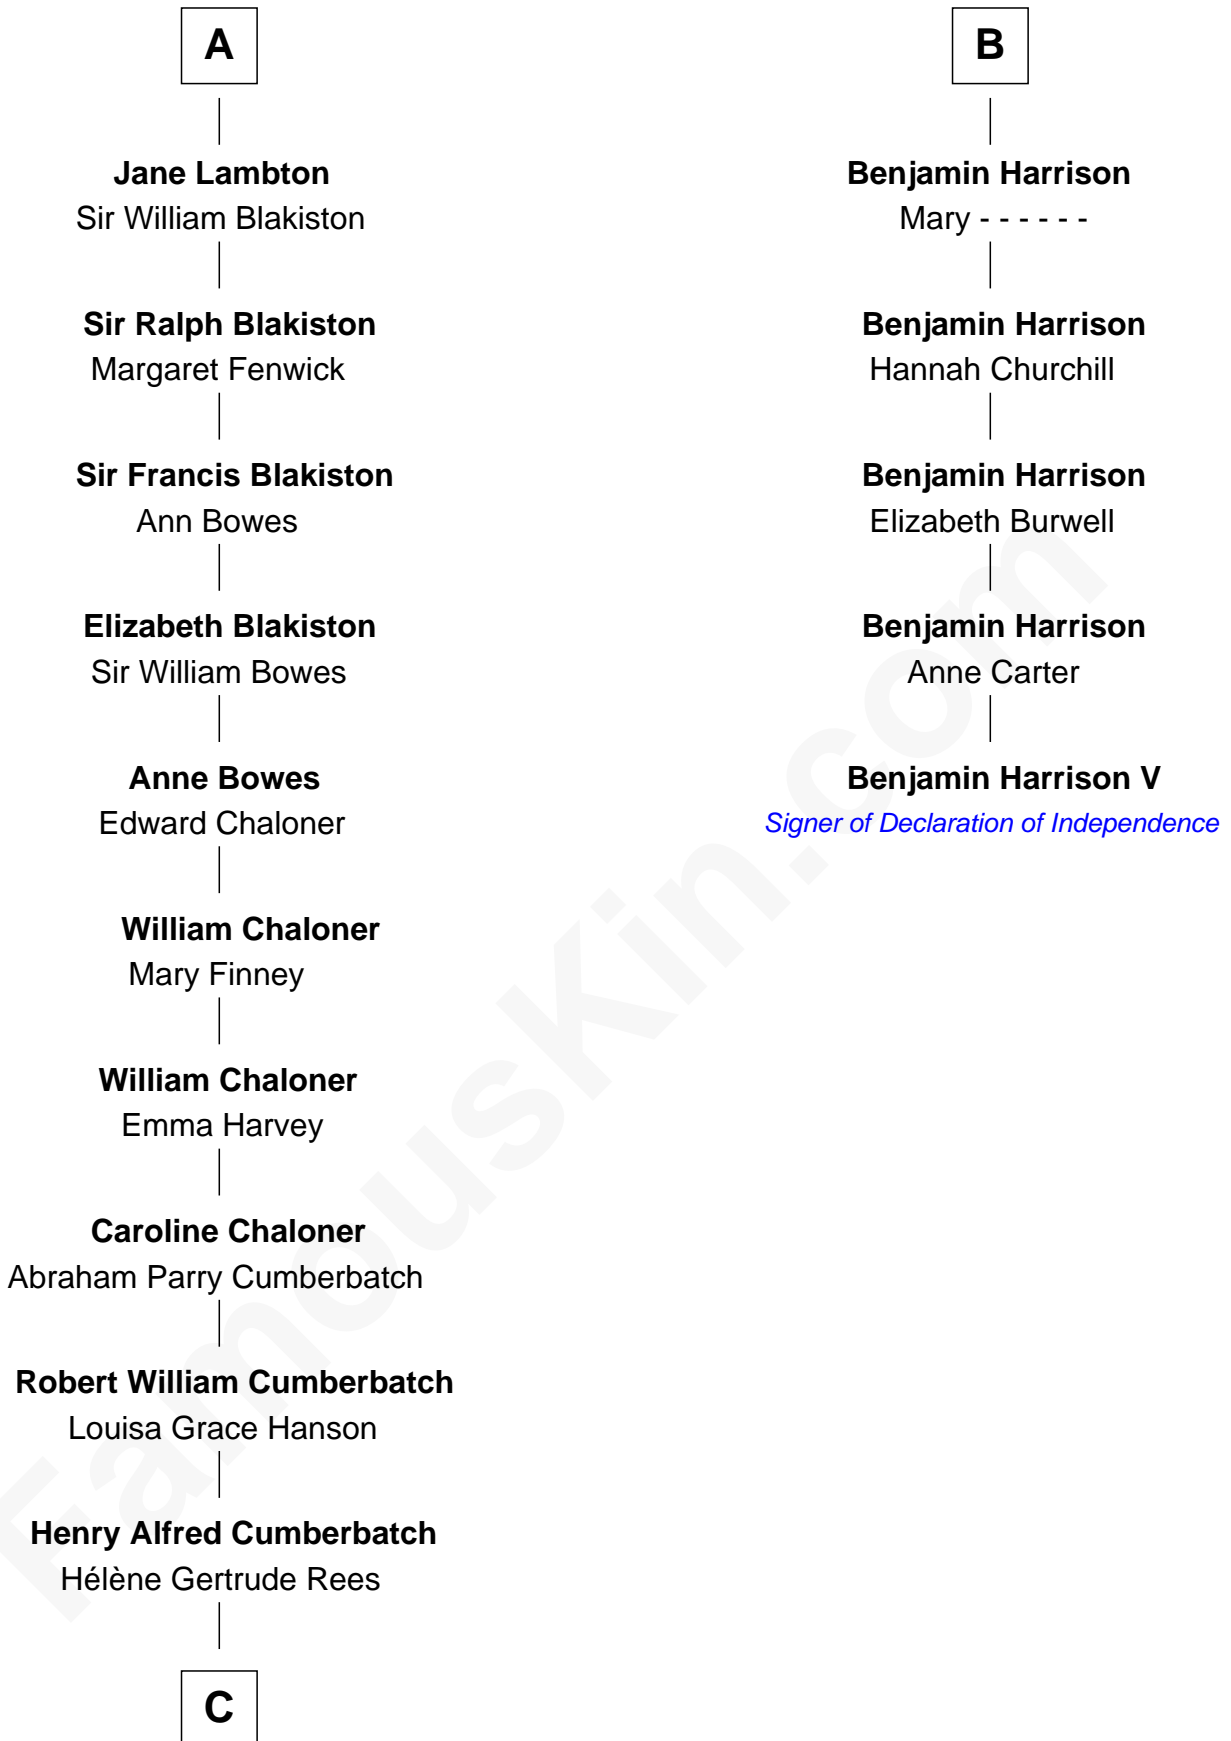 A
Jane Lambton
Sir William Blakiston
Sir Ralph Blakiston
Margaret Fenwick
Sir Francis Blakiston
Ann Bowes
Elizabeth Blakiston
Sir William Bowes
Anne Bowes
Edward Chaloner
William Chaloner
Mary Finney
William Chaloner
Emma Harvey
Caroline Chaloner
Abraham Parry Cumberbatch
Robert William Cumberbatch
Louisa Grace Hanson
Henry Alfred Cumberbatch
Hélène Gertrude Rees
C
B
Benjamin Harrison
Mary - - - - - -
Benjamin Harrison
Hannah Churchill
Benjamin Harrison
Elizabeth Burwell
Benjamin Harrison
Anne Carter
Benjamin Harrison V
Signer of Declaration of Independence
FamousKin.com